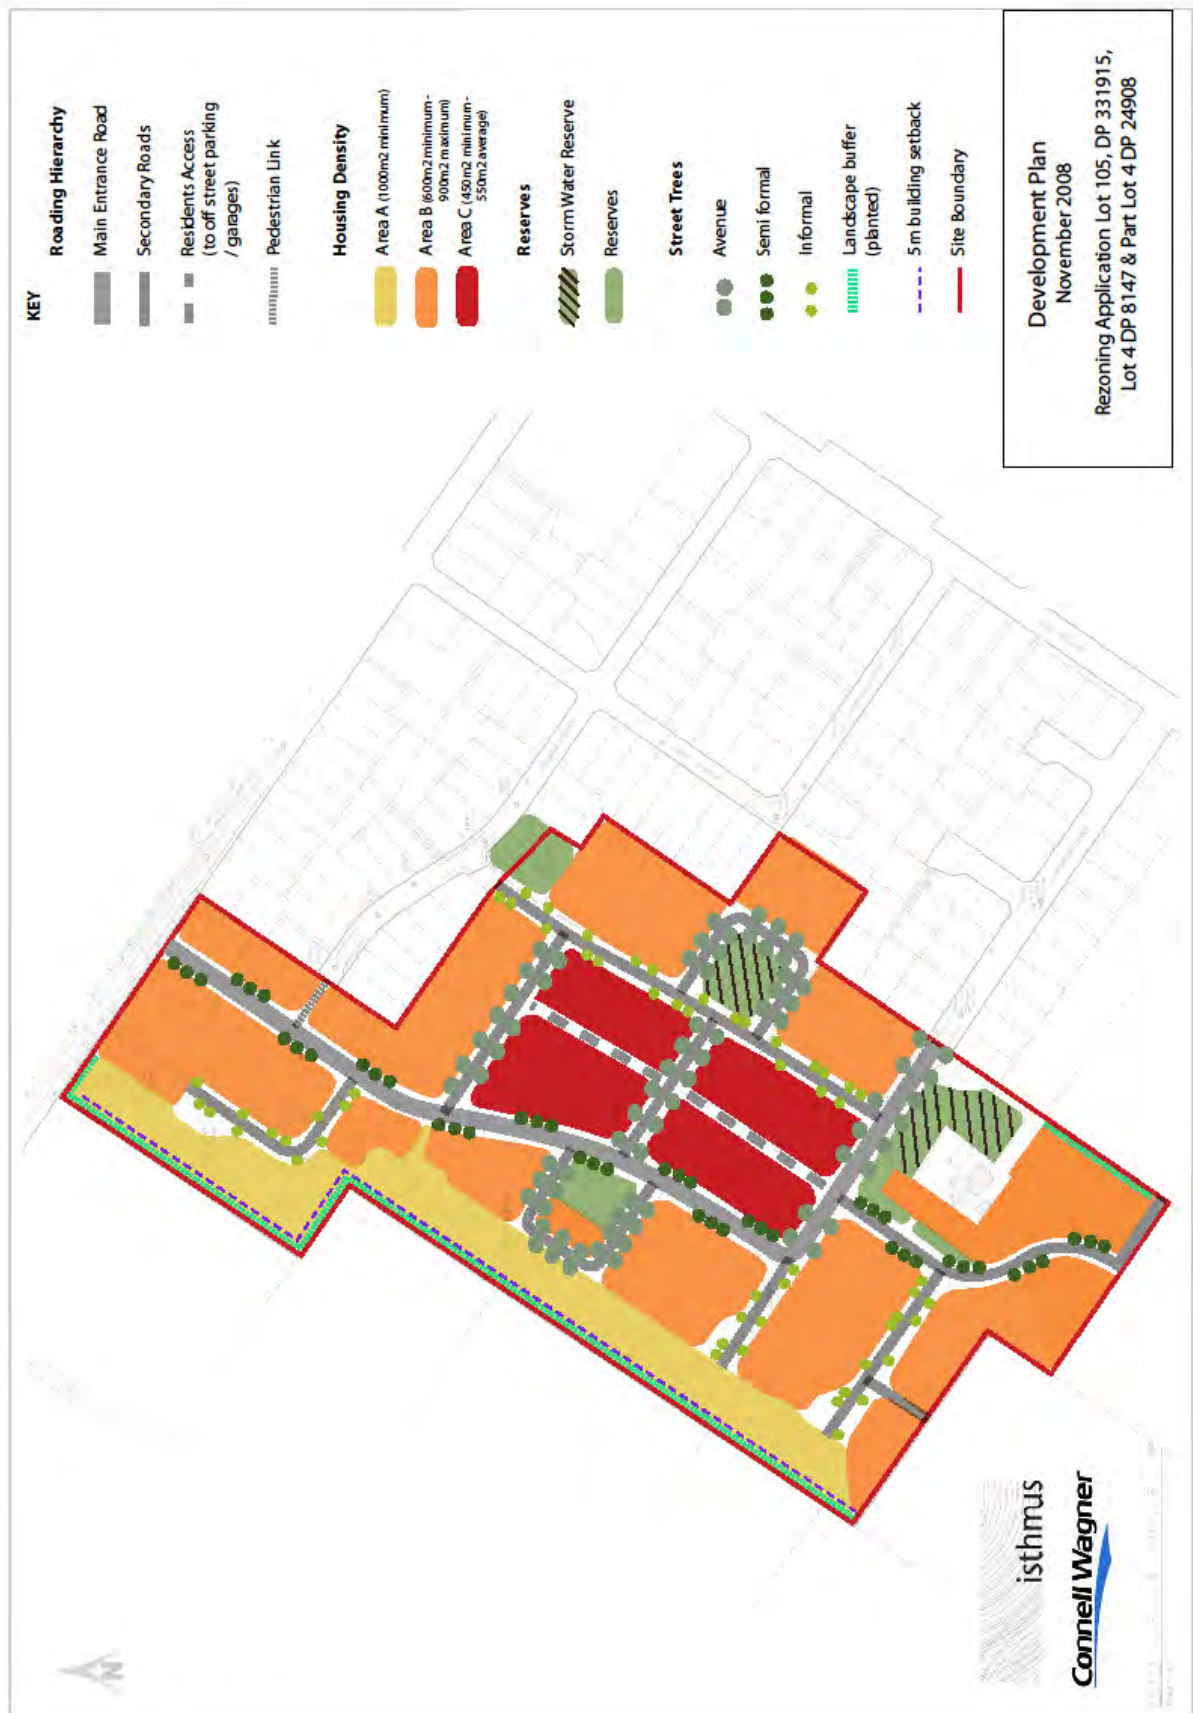 KEY
Roading Hierarchy
Main Entrance Road
Secondary Roads
Residents Access
(to off street parking
/ garages)
Pedestrian Link
Housing Density
Area A (1000m2 minimum)
Area B (600m2 minimum -
900m2 maximum)
Area C (450m2 minimum -
550m2 average)
Reserves
Storm Water Reserve
Reserves
Street Trees
Avenue
Semi formal
Informal
Landscape buffer
(planted)
5m building setback
Site Boundary
Development Plan
November 2008
Rezoning Application Lot 105, DP 331915,
Lot 4 DP 8147 & Part Lot 4 DP 24908
N
isthmus
Connell Wagner